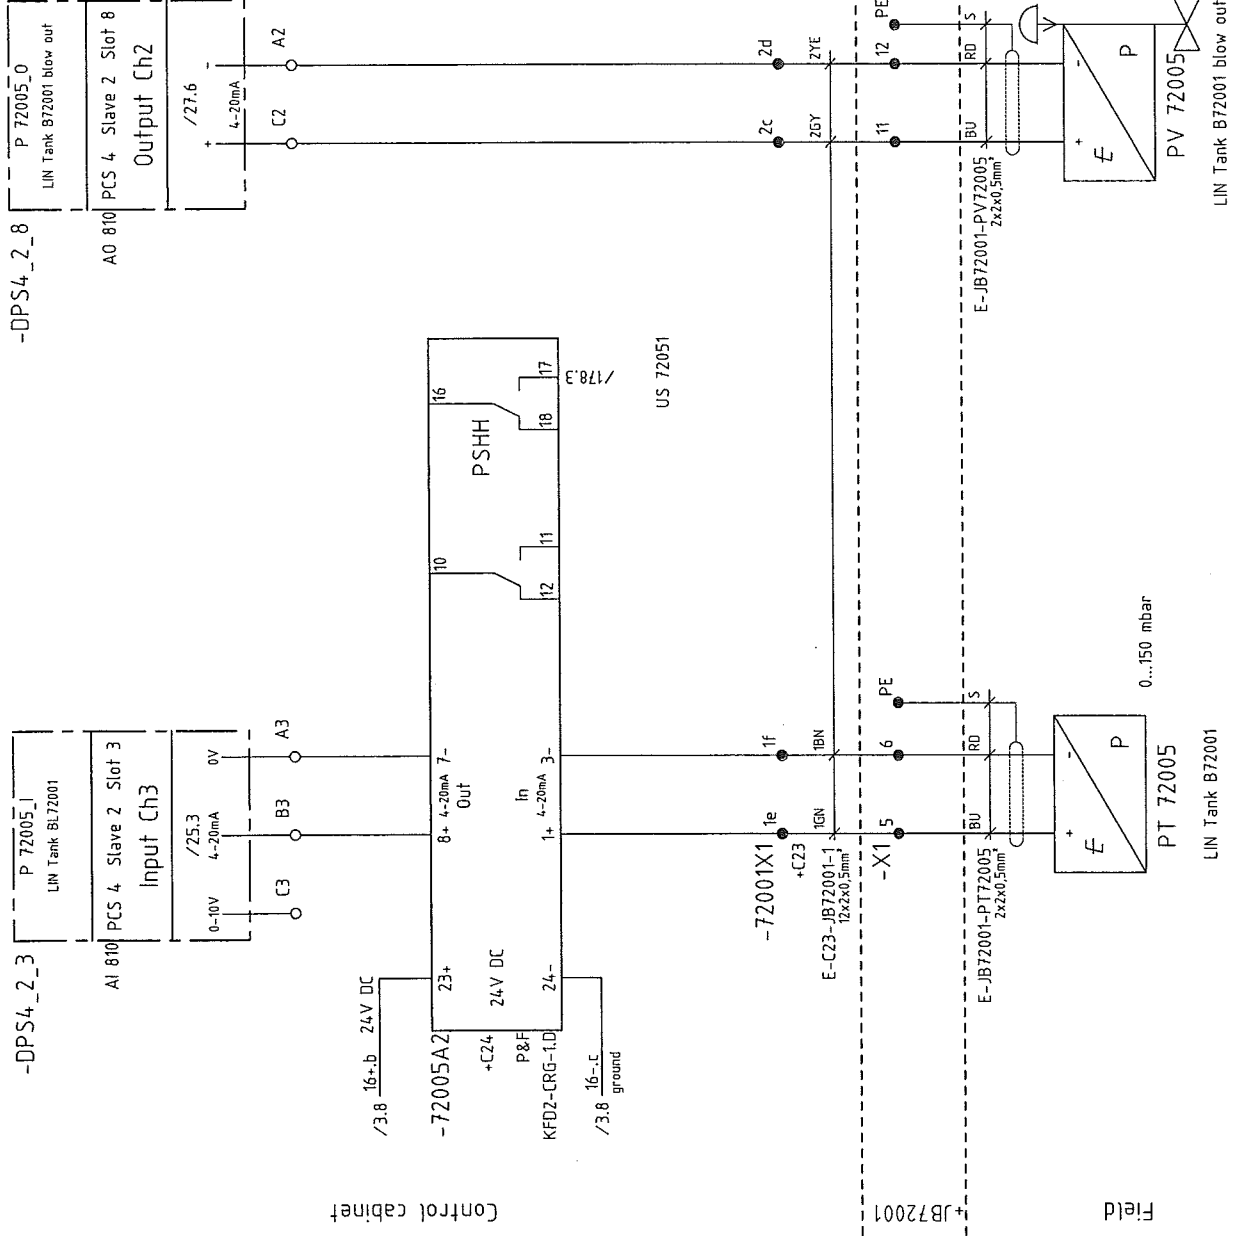 -DPS4_2_3
P 72005_I
LIN Tank BL72001
AI 810
PCS 4 Slave 2 Slot 3
Input Ch3
/25.3
0-10V
4-20mA
0V
C3
B3
A3
-DPS4_2_8
P 72005_O
LIN Tank B72001 blow out
AO 810
PCS 4 Slave 2 Slot 8
Output Ch2
/27.6
4-20mA
+
-
C2
A2
/3.8
16+.b
24V DC
-72005A2
+C24
P&F
KFD2-CRG-1.D
/3.8
16-.c
ground
23+
24V DC
24-
8+
4-20mA
7-
Out
In
1+
4-20mA
3-
10
12
11
PSHH
16
18
17
/178.3
US 72051
-72001X1
+C23
1e
1f
2c
2d
E-C23-JB72001-1
12x2x0,5mm²
1GN
1BN
2GY
2YE
-X1
5
6
PE
11
12
PE
E-JB72001-PT72005
2x2x0,5mm²
BU
RD
S
E-JB72001-PV72005
2x2x0,5mm²
BU
RD
S
+
-
E
P
PT 72005
0...150 mbar
LIN Tank B72001
+
-
E
P
PV 72005
LIN Tank B72001 blow out
Control cabinet
+JB72001
Field